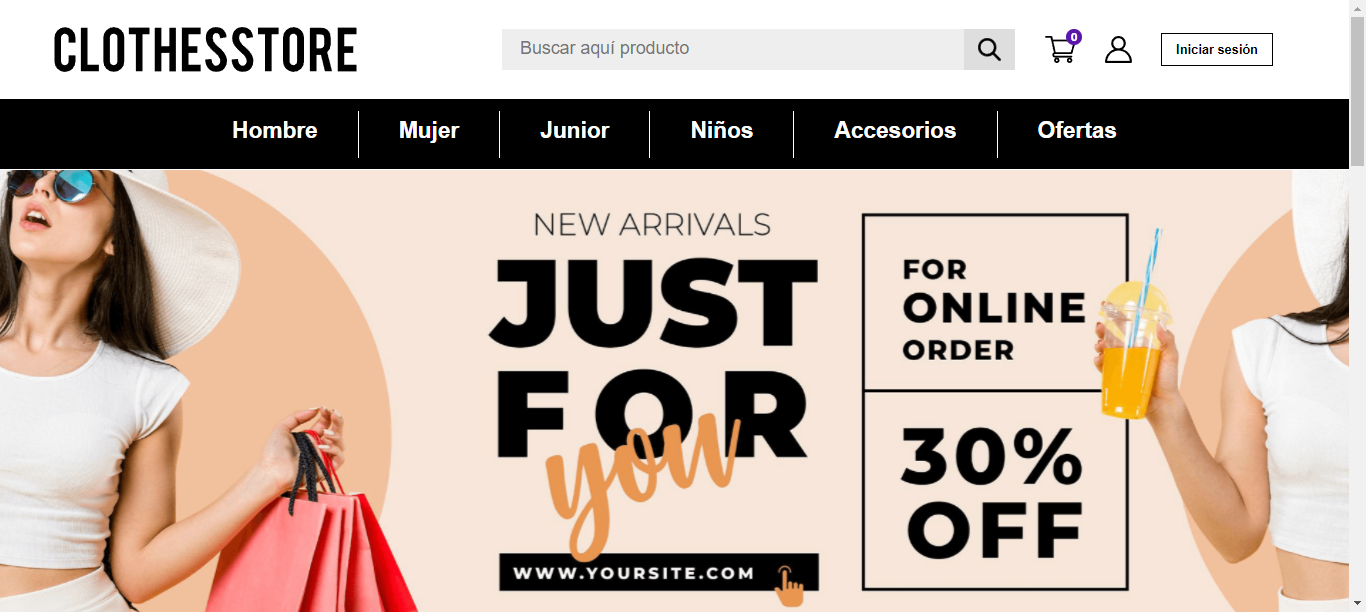 CLOTHESSTORE
Buscar aquí producto
0
Iniciar sesión
Hombre
Mujer
Junior
Niños
Accesorios
Ofertas
NEW ARRIVALS
JUST
FOR
you
WWW.YOURSITE.COM
FOR
ONLINE
ORDER
30%
OFF